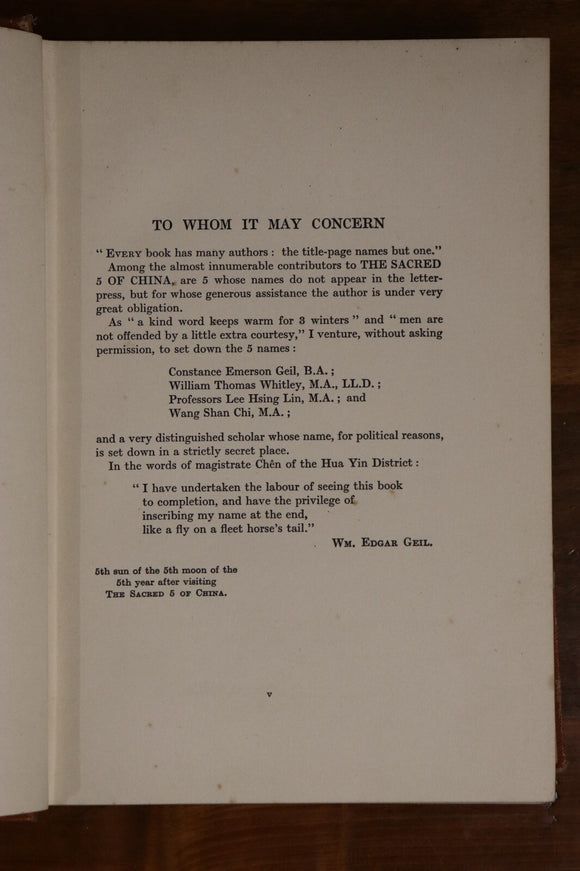 TO WHOM IT MAY CONCERN
“ EVERY book has many authors : the title-page names but one.”
Among the almost innumerable contributors to THE SACRED
5 OF CHINA, are 5 whose names do not appear in the letter-
press, but for whose generous assistance the author is under very
great obligation.
As “ a kind word keeps warm for 3 winters ” and “ men are
not offended by a little extra courtesy,” I venture, without asking
permission, to set down the 5 names :
Constance Emerson Geil, B.A. ;
William Thomas Whitley, M.A., LL.D. ;
Professors Lee Hsing Lin, M.A. ; and
Wang Shan Chi, M.A. ;
and a very distinguished scholar whose name, for political reasons,
is set down in a strictly secret place.
In the words of magistrate Chên of the Hua Yin District :
“ I have undertaken the labour of seeing this book
to completion, and have the privilege of
inscribing my name at the end,
like a fly on a fleet horse’s tail.”
WM. EDGAR GEIL.
5th sun of the 5th moon of the
5th year after visiting
THE SACRED 5 OF CHINA.
v